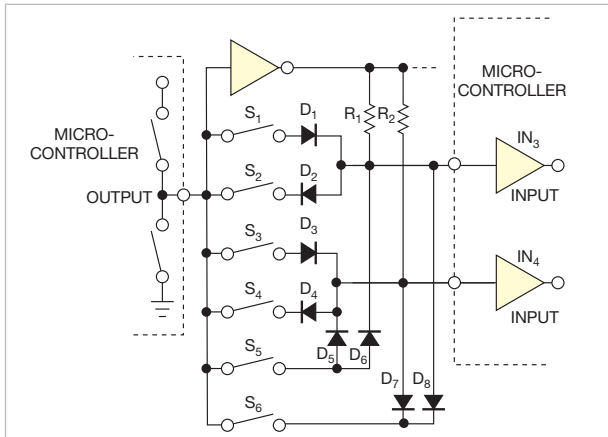 MICRO-
CONTROLLER
OUTPUT
S₁
D₁
S₂
D₂
S₃
D₃
S₄
D₄
S₅
D₅ D₆
S₆
D₇ D₈
R₁ R₂
MICRO-
CONTROLLER
IN₃
INPUT
IN₄
INPUT